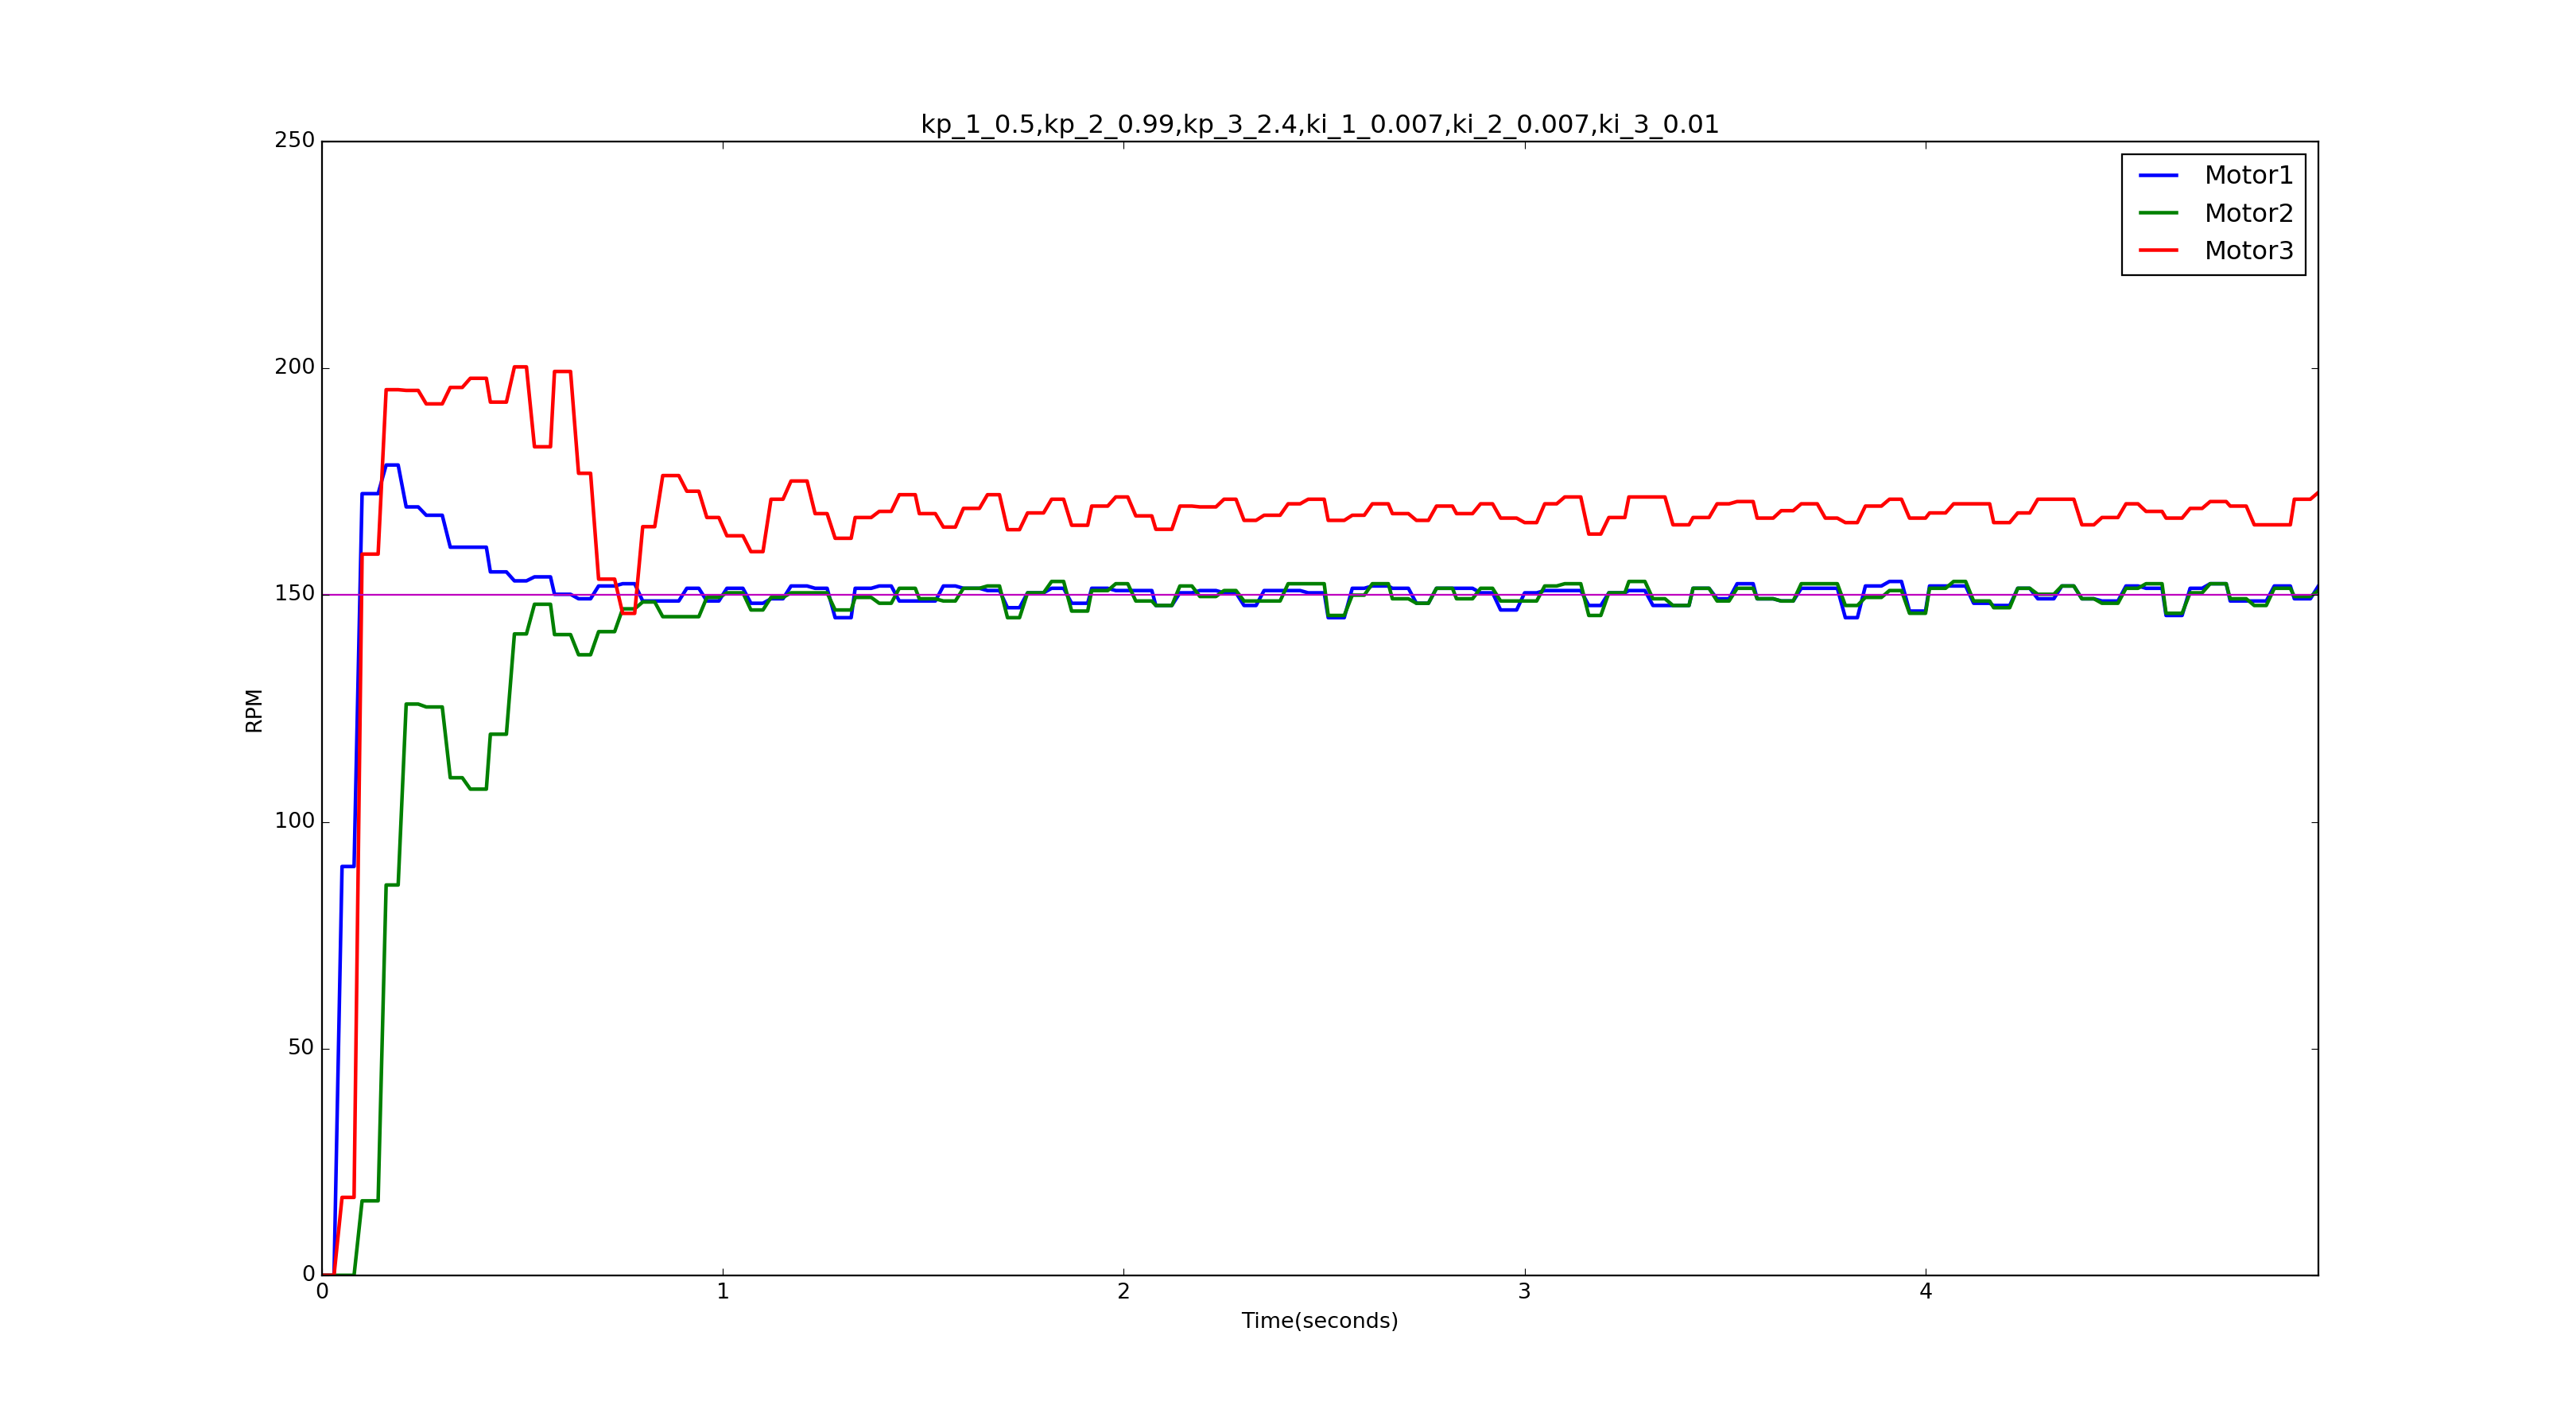 kp_1_0.5,kp_2_0.99,kp_3_2.4,ki_1_0.007,ki_2_0.007,ki_3_0.01
250
200
150
100
50
0
RPM
Motor1
Motor2
Motor3
0 1 2 3 4
Time(seconds)